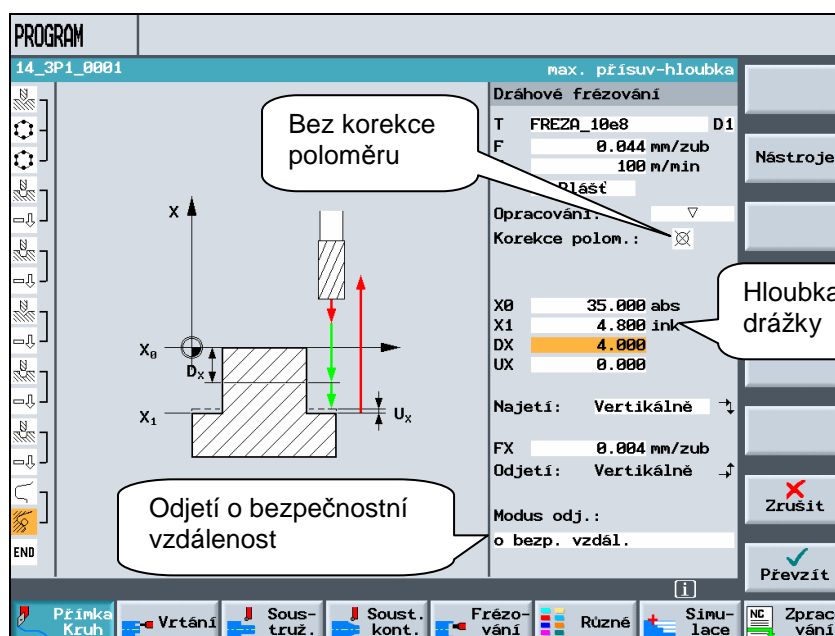 PROGRAM
14_3P1_0001
max. přísuv-hloubka
Dráhové frézování
T FREZA_10e8 D1
F 0.044 mm/zub
100 m/min
Plášť
Opracování:
Korekce polom.:
Bez korekce
poloměru
X0 35.000 abs
X1 4.800 ink
DX 4.000
UX 0.000
Hloubka
drážky
Najetí: Vertikálně
FX 0.004 mm/zub
Odjetí: Vertikálně
Modus odj.:
o bezp. vzdál.
Odjetí o bezpečnostní
vzdálenost
X
X0
DX
X1
UX
END
Nástroje
Zrušit
Převzít
i
Přímka
Kruh
Vrtání
Sous-
truž.
Soust.
kont.
Frézo-
vání
Různé
Simu-
lace
NC
Zprac
vání